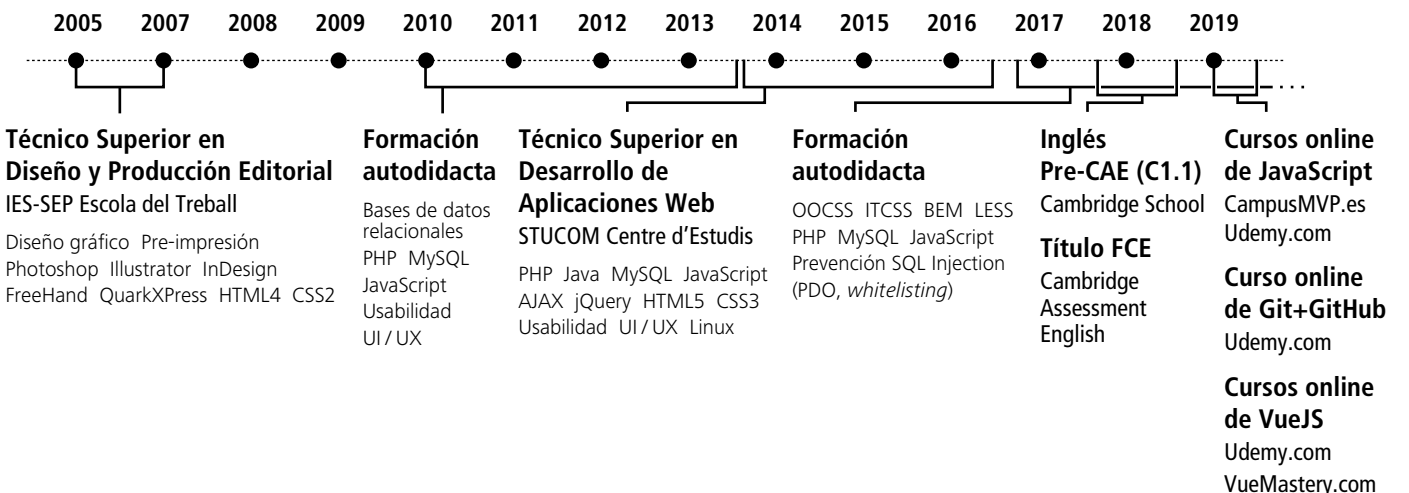 2005 2007 2008 2009 2010 2011 2012 2013 2014 2015 2016 2017 2018 2019
Técnico Superior en
Diseño y Producción Editorial
IES-SEP Escola del Treball
Diseño gráfico Pre-impresión
Photoshop Illustrator InDesign
FreeHand QuarkXPress HTML4 CSS2
Formación
autodidacta
Bases de datos
relacionales
PHP MySQL
JavaScript
Usabilidad
UI / UX
Técnico Superior en
Desarrollo de
Aplicaciones Web
STUCOM Centre d’Estudis
PHP Java MySQL JavaScript
AJAX jQuery HTML5 CSS3
Usabilidad UI / UX Linux
Formación
autodidacta
OOCSS ITCSS BEM LESS
PHP MySQL JavaScript
Prevención SQL Injection
(PDO, whitelisting)
Inglés
Pre-CAE (C1.1)
Cambridge School
Título FCE
Cambridge
Assessment
English
Cursos online
de JavaScript
CampusMVP.es
Udemy.com
Curso online
de Git+GitHub
Udemy.com
Cursos online
de VueJS
Udemy.com
VueMastery.com